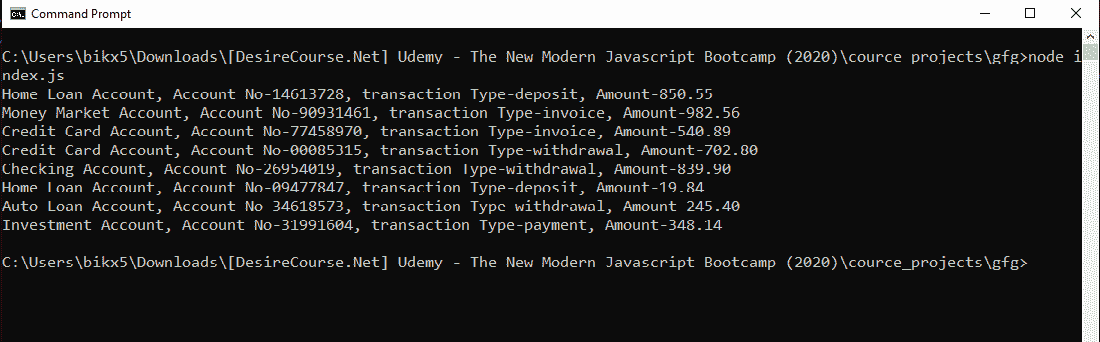 Command Prompt
C:\Users\bikx5\Downloads\[DesireCourse.Net] Udemy - The New Modern Javascript Bootcamp (2020)\cource_projects\gfg>node i
ndex.js
Home Loan Account, Account No-14613728, transaction Type-deposit, Amount-850.55
Money Market Account, Account No-90931461, transaction Type-invoice, Amount-982.56
Credit Card Account, Account No-77458970, transaction Type-invoice, Amount-540.89
Credit Card Account, Account No-00085315, transaction Type-withdrawal, Amount-702.80
Checking Account, Account No-26954019, transaction Type-withdrawal, Amount-839.90
Home Loan Account, Account No-09477847, transaction Type-deposit, Amount-19.84
Auto Loan Account, Account No 34618573, transaction Type withdrawal, Amount 245.40
Investment Account, Account No-31991604, transaction Type-payment, Amount-348.14
C:\Users\bikx5\Downloads\[DesireCourse.Net] Udemy - The New Modern Javascript Bootcamp (2020)\cource_projects\gfg>